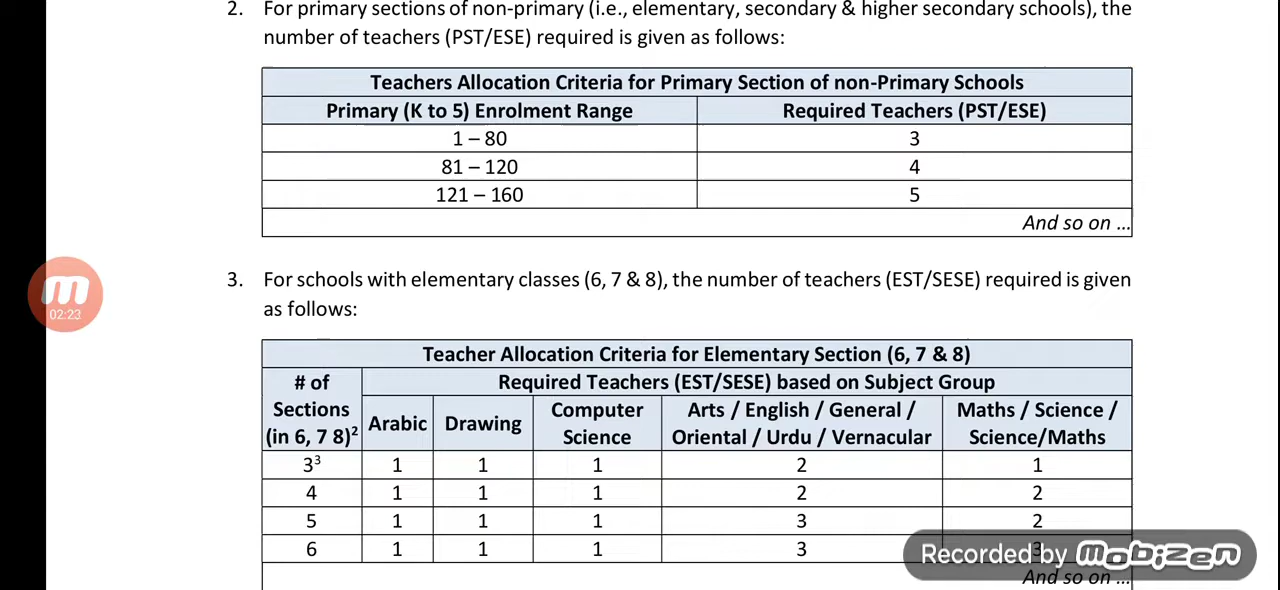 2. For primary sections of non-primary (i.e., elementary, secondary & higher secondary schools), the
number of teachers (PST/ESE) required is given as follows:
Teachers Allocation Criteria for Primary Section of non-Primary Schools
Primary (K to 5) Enrolment Range Required Teachers (PST/ESE)
1 – 80 3
81 – 120 4
121 – 160 5
And so on ...
02:23
3. For schools with elementary classes (6, 7 & 8), the number of teachers (EST/SESE) required is given
as follows:
Teacher Allocation Criteria for Elementary Section (6, 7 & 8)
# of Sections (in 6, 7 8)² Required Teachers (EST/SESE) based on Subject Group
Arabic Drawing Computer Science Arts / English / General / Oriental / Urdu / Vernacular Maths / Science / Science/Maths
3³ 1 1 1 2 1
4 1 1 1 2 2
5 1 1 1 3 2
6 1 1 1 3 3
Recorded by Mobizen
And so on ...